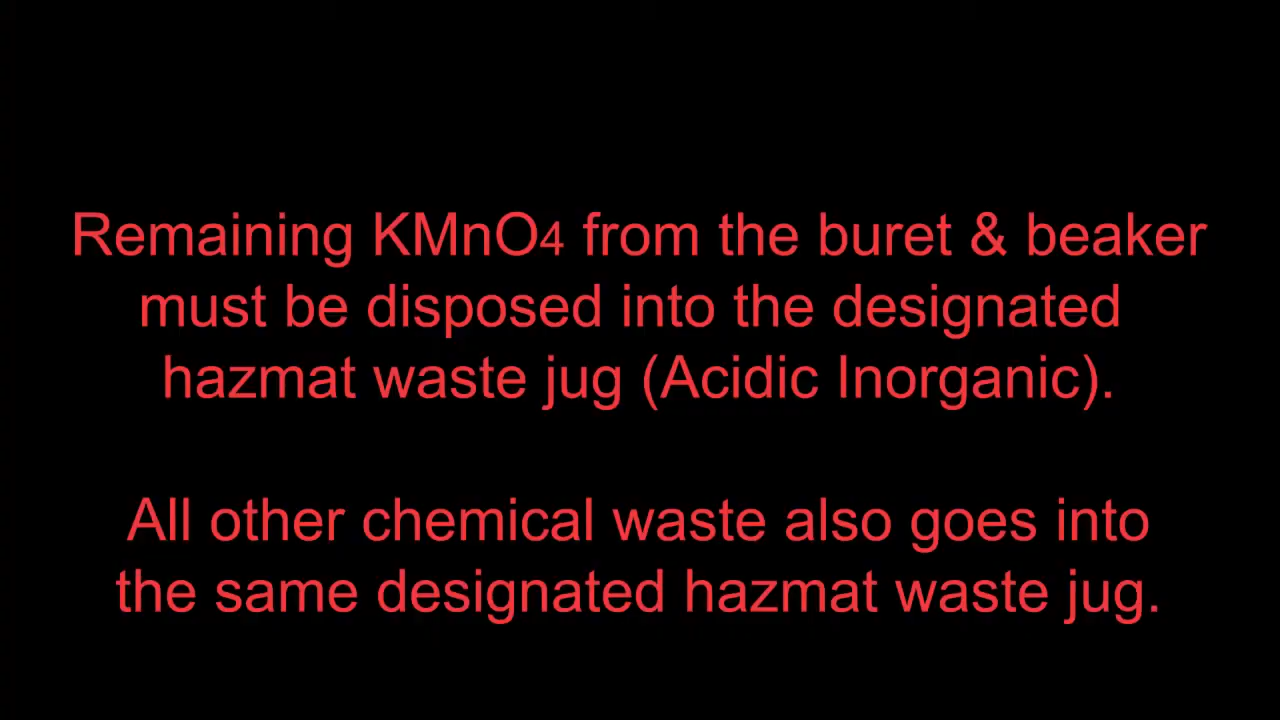 Remaining KMnO4 from the buret & beaker
must be disposed into the designated
hazmat waste jug (Acidic Inorganic).
All other chemical waste also goes into
the same designated hazmat waste jug.